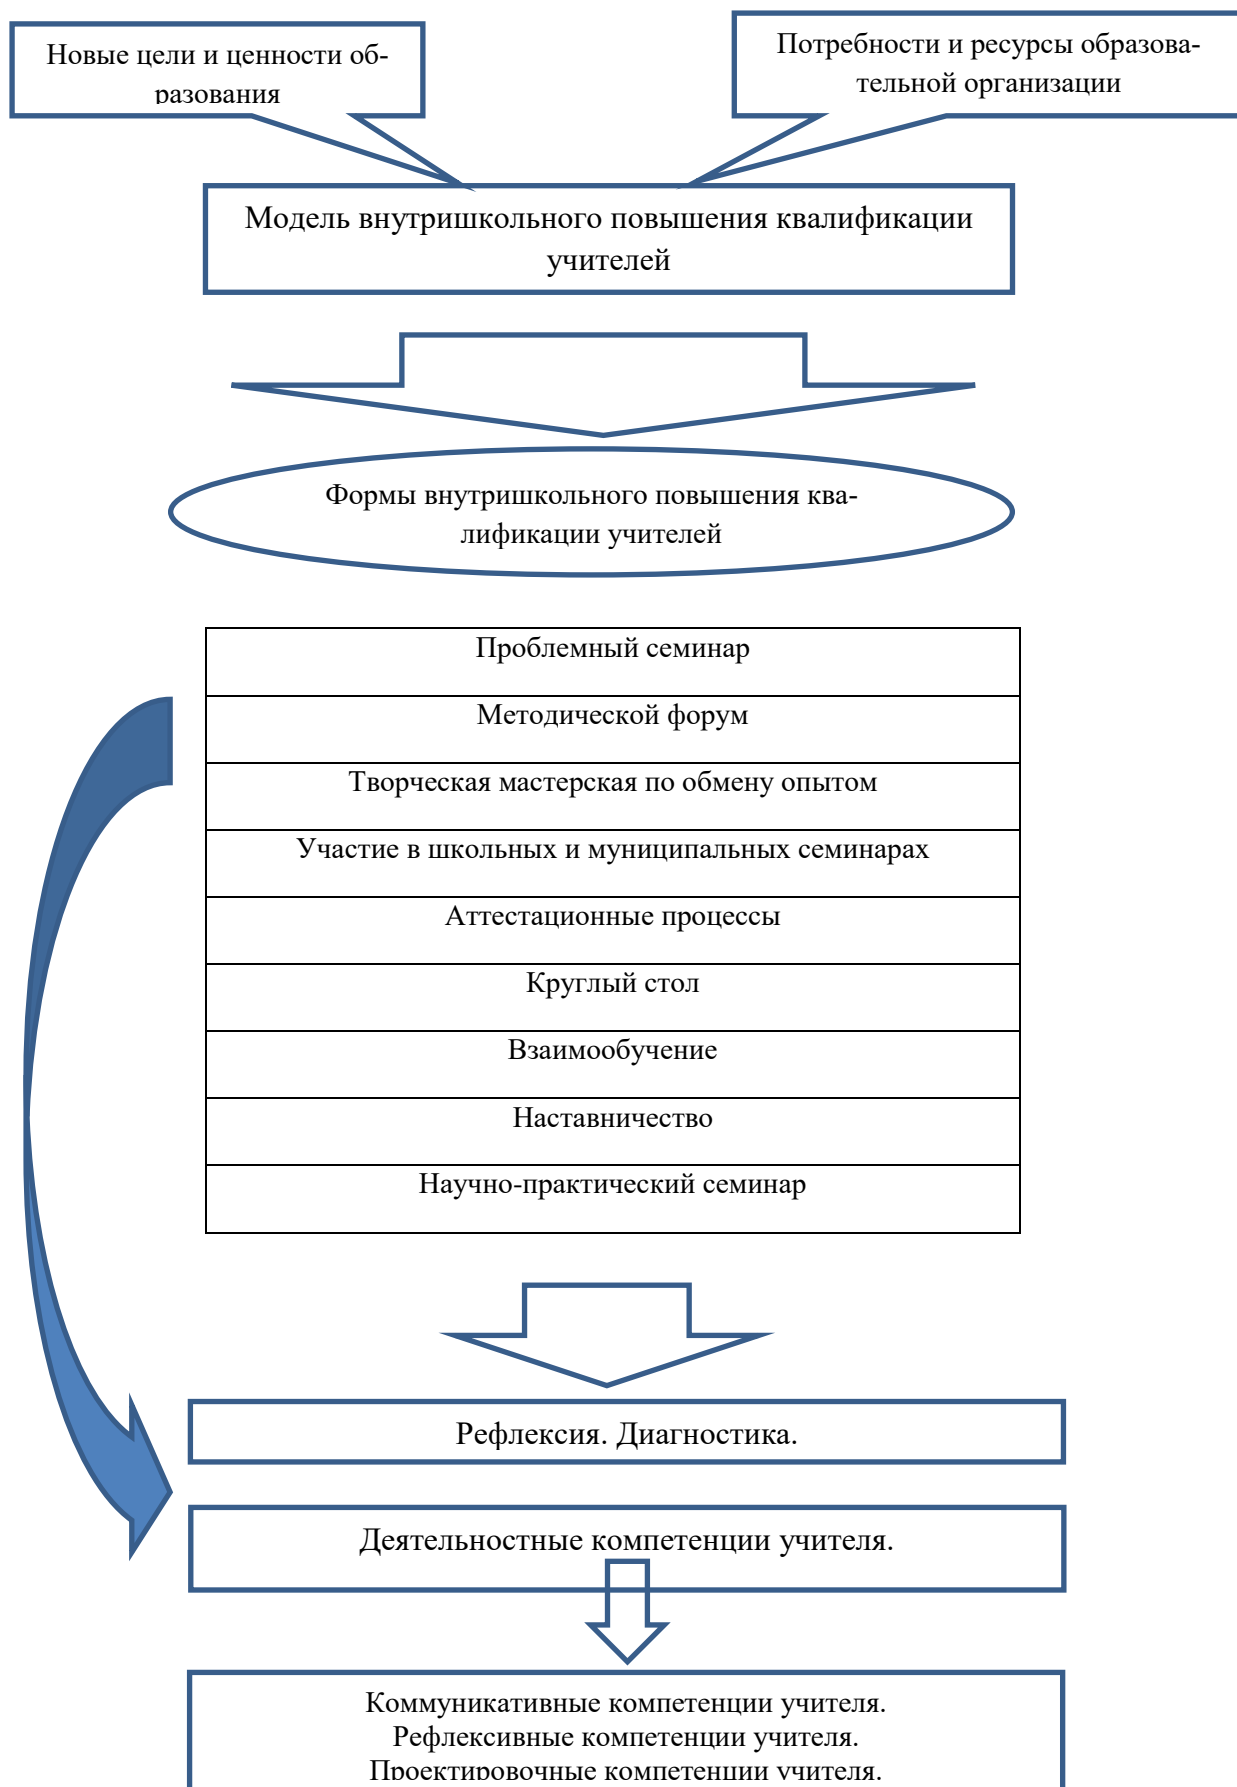 Новые цели и ценности об-
разования
Потребности и ресурсы образова-
тельной организации
Модель внутришкольного повышения квалификации
учителей
Формы внутришкольного повышения ква-
лификации учителей
Проблемный семинар
Методической форум
Творческая мастерская по обмену опытом
Участие в школьных и муниципальных семинарах
Аттестационные процессы
Круглый стол
Взаимообучение
Наставничество
Научно-практический семинар
Рефлексия. Диагностика.
Деятельностные компетенции учителя.
Коммуникативные компетенции учителя.
Рефлексивные компетенции учителя.
Проектировочные компетенции учителя.